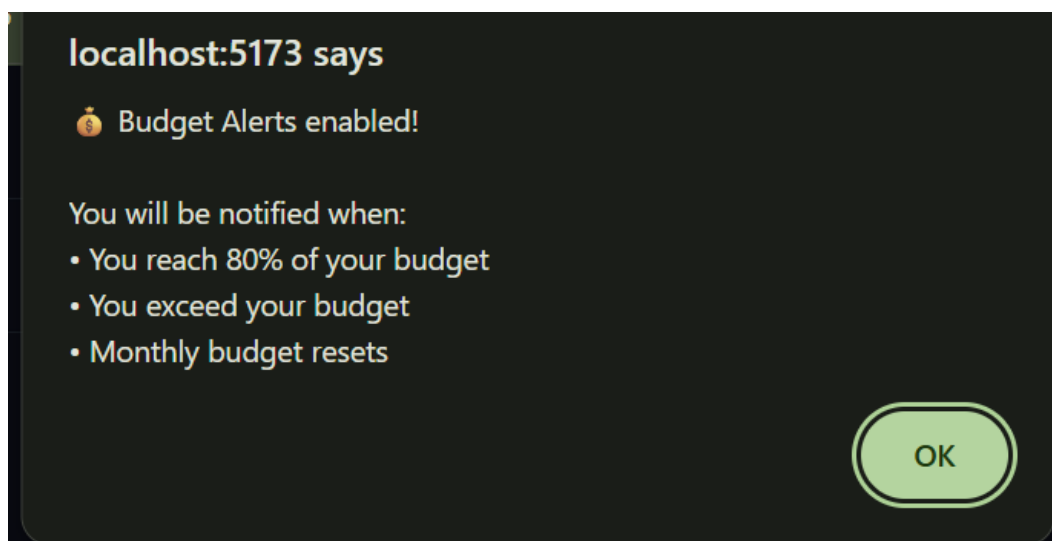 localhost:5173 says
💰 Budget Alerts enabled!
You will be notified when:
• You reach 80% of your budget
• You exceed your budget
• Monthly budget resets
OK